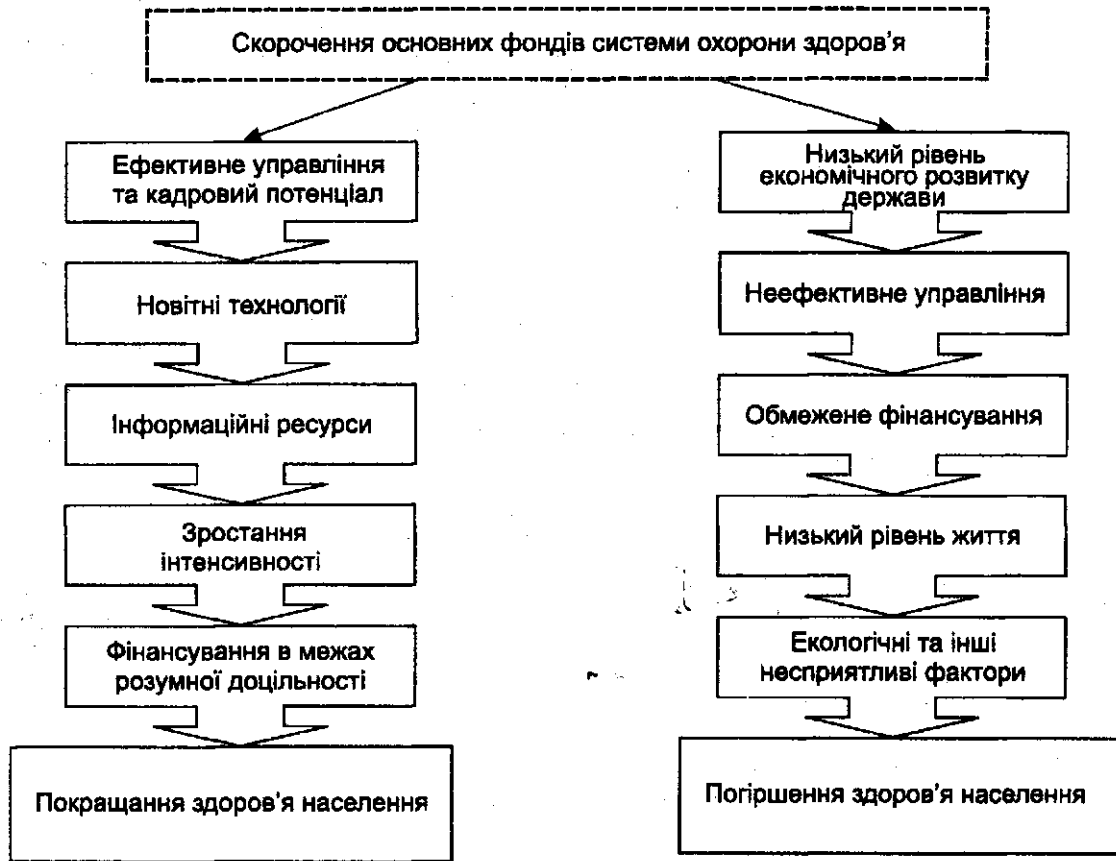 Скорочення основних фондів системи охорони здоров'я
Ефективне управління
та кадровий потенціал
Новітні технології
Інформаційні ресурси
Зростання
інтенсивності
Фінансування в межах
розумної доцільності
Покращання здоров'я населення
Низький рівень
економічного розвитку
держави
Неефективне управління
Обмежене фінансування
Низький рівень життя
Екологічні та інші
несприятливі фактори
Погіршення здоров'я населення